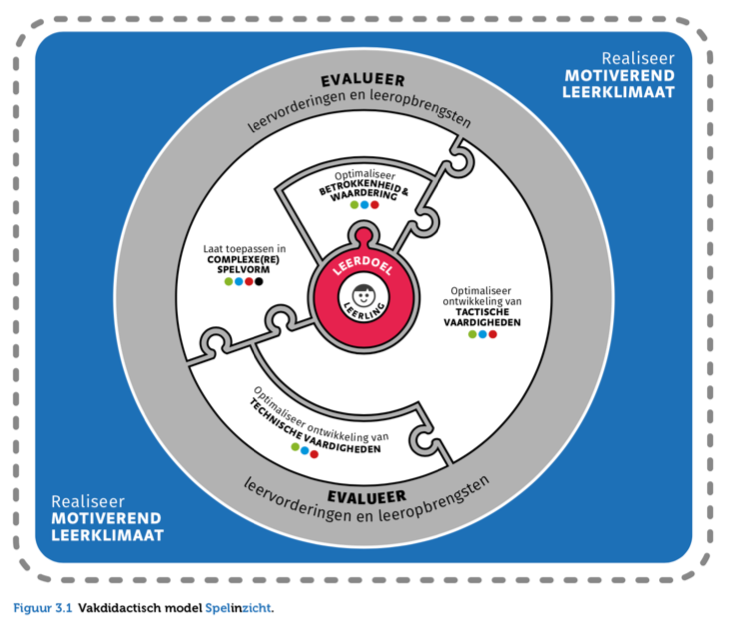 Realiseer
MOTIVEREND
LEERKLIMAAT
EVALUEER
leervorderingen en leeropbrengsten
Optimaliseer
BETROKKENHEID &
WAARDERING
Laat toepassen in
COMPLEXE(RE)
SPELVORM
LEERDOEL
LEERLING
Optimaliseer
ontwikkeling van
TACTISCHE
VAARDIGHEDEN
Optimaliseer ontwikkeling van
TECHNISCHE VAARDIGHEDEN
EVALUEER
leervorderingen en leeropbrengsten
Realiseer
MOTIVEREND
LEERKLIMAAT
Figuur 3.1 Vakdidactisch model Spelinzicht.